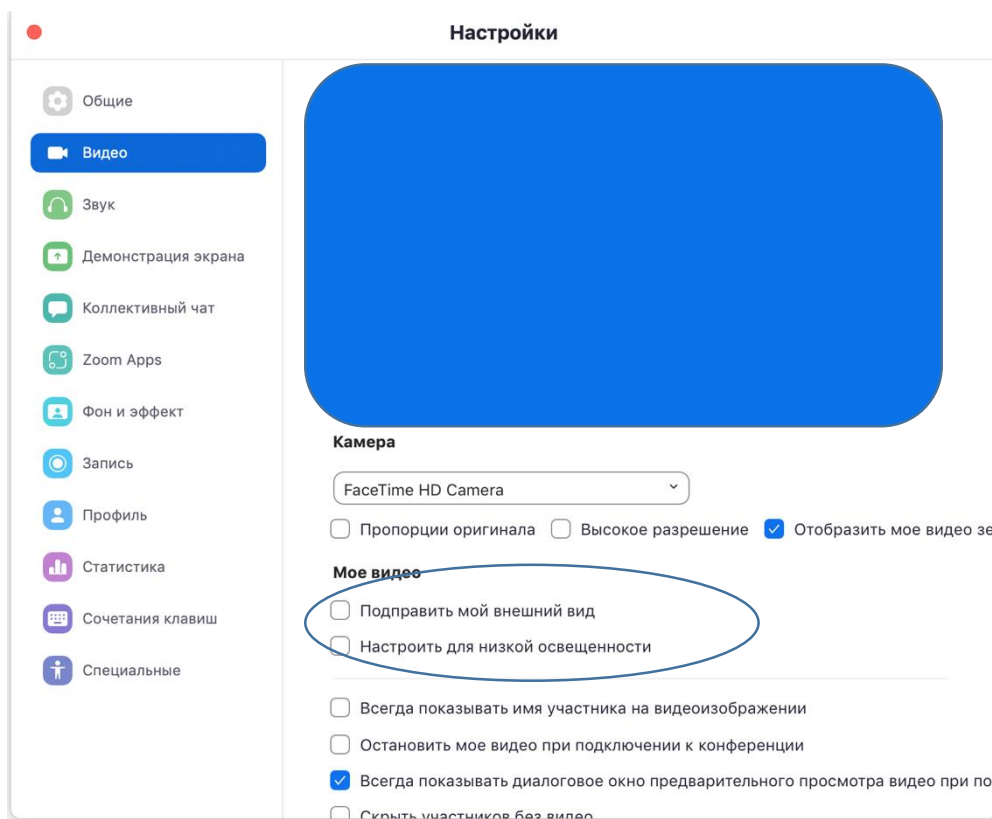 Настройки
Общие
Видео
Звук
Демонстрация экрана
Коллективный чат
Zoom Apps
Фон и эффект
Запись
Профиль
Статистика
Сочетания клавиш
Специальные
Камера
FaceTime HD Camera
Пропорции оригинала Высокое разрешение Отобразить мое видео зе
Мое видео
Подправить мой внешний вид
Настроить для низкой освещенности
Всегда показывать имя участника на видеоизображении
Остановить мое видео при подключении к конференции
Всегда показывать диалоговое окно предварительного просмотра видео при по
Скрыть участников без видео